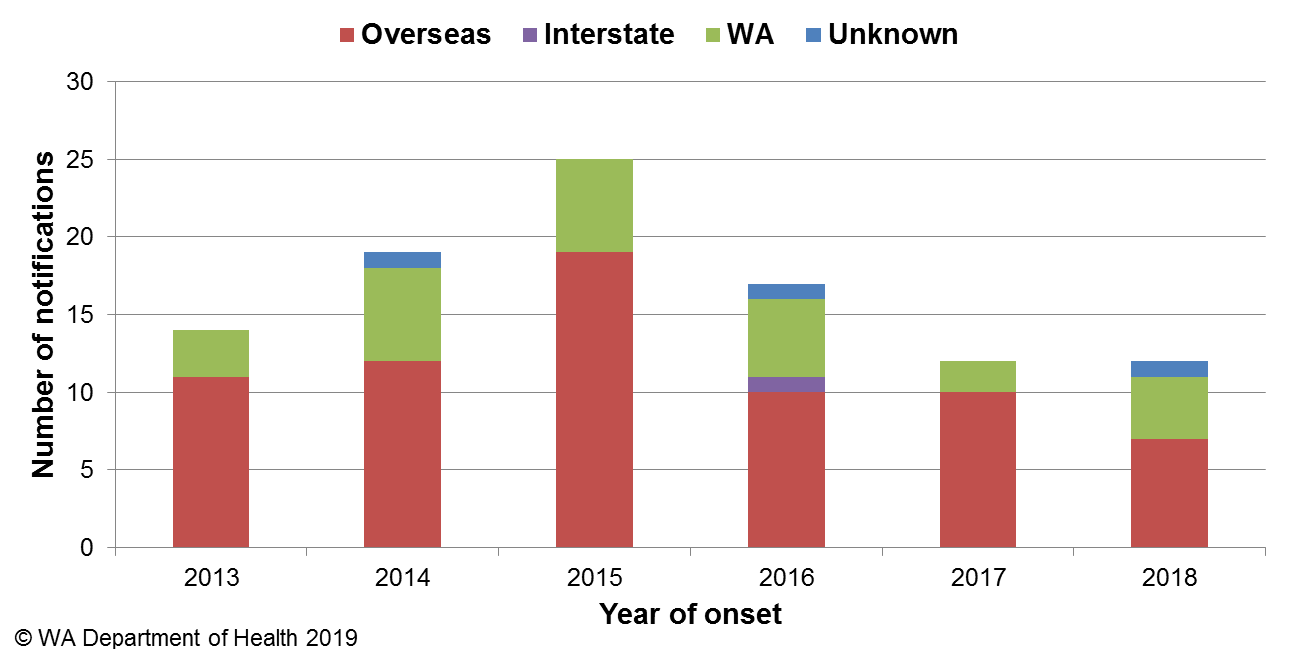 Overseas Interstate WA Unknown
30
25
20
15
10
5
0
Number of notifications
2013 2014 2015 2016 2017 2018
Year of onset
© WA Department of Health 2019